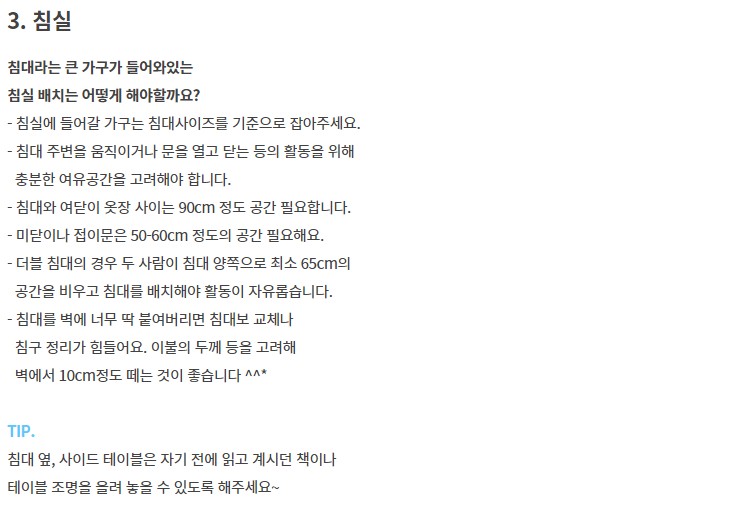 3. 침실
침대라는 큰 가구가 들어와있는
침실 배치는 어떻게 해야할까요?
- 침실에 들어갈 가구는 침대사이즈를 기준으로 잡아주세요.
- 침대 주변을 움직이거나 문을 열고 닫는 등의 활동을 위해
충분한 여유공간을 고려해야 합니다.
- 침대와 여닫이 옷장 사이는 90cm 정도 공간 필요합니다.
- 미닫이나 접이문은 50-60cm 정도의 공간 필요해요.
- 더블 침대의 경우 두 사람이 침대 양쪽으로 최소 65cm의
공간을 비우고 침대를 배치해야 활동이 자유롭습니다.
- 침대를 벽에 너무 딱 붙여버리면 침대보 교체나
침구 정리가 힘들어요. 이불의 두께 등을 고려해
벽에서 10cm정도 떼는 것이 좋습니다 ^^*
TIP.
침대 옆, 사이드 테이블은 자기 전에 읽고 계시던 책이나
테이블 조명을 올려 놓을 수 있도록 해주세요~